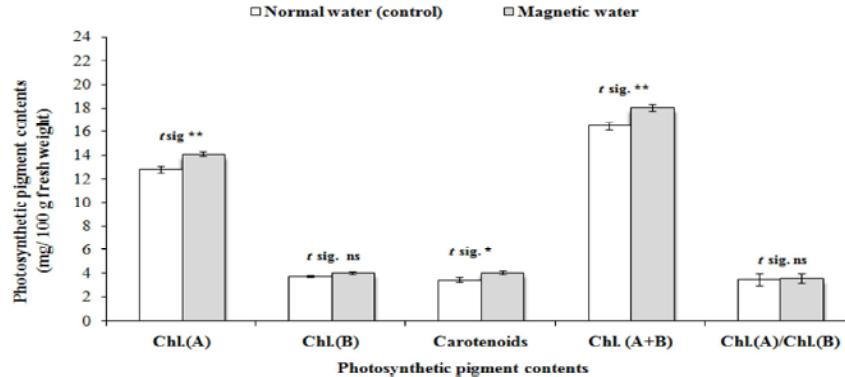 Normal water (control) Magnetic water
Photosynthetic pigment contents
(mg/ 100 g fresh weight)
24
22
20
18
16
14
12
10
8
6
4
2
0
t sig **
t sig. ns
t sig. *
t sig. **
t sig. ns
Chl.(A) Chl.(B) Carotenoids Chl. (A+B) Chl.(A)/Chl.(B)
Photosynthetic pigment contents